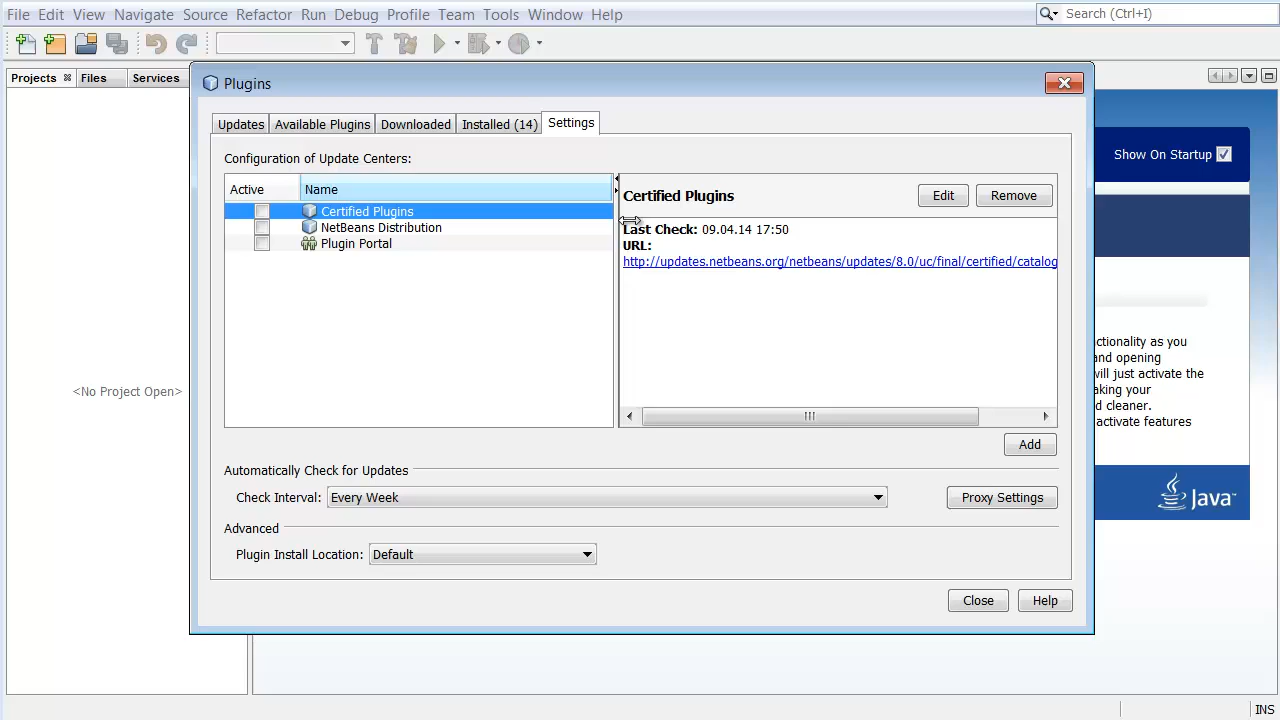 File Edit View Navigate Source Refactor Run Debug Profile Team Tools Window Help
Search (Ctrl+I)
Projects Files Services
Plugins
Updates Available Plugins Downloaded Installed (14) Settings
Show On Startup
Configuration of Update Centers:
Active Name
Certified Plugins
NetBeans Distribution
Plugin Portal
Certified Plugins
Edit Remove
Last Check: 09.04.14 17:50
URL:
http://updates.netbeans.org/netbeans/updates/8.0/uc/final/certified/catalog
<No Project Open>
ctionality as you
and opening
will just activate the
aking your
d cleaner.
activate features
Add
Automatically Check for Updates
Check Interval: Every Week
Proxy Settings
Java™
Advanced
Plugin Install Location: Default
Close Help
INS